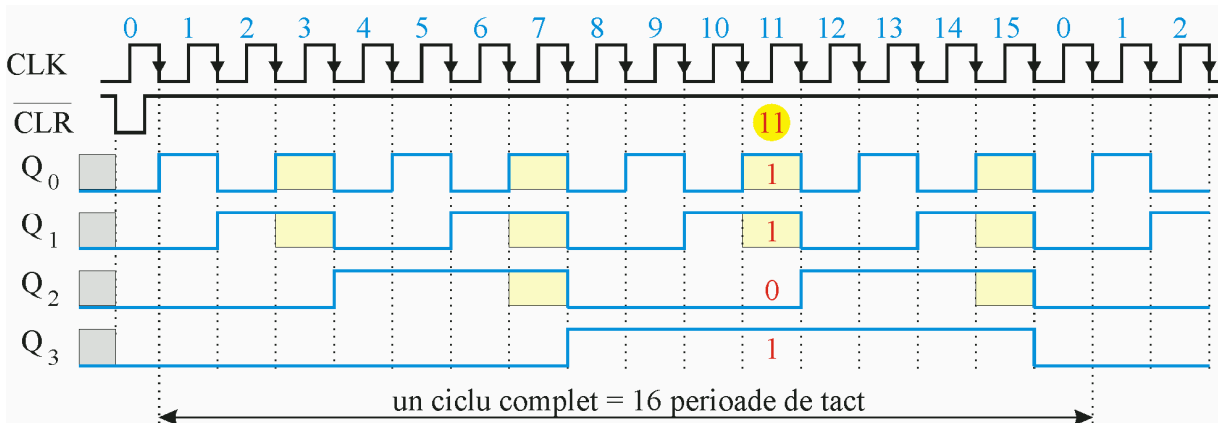 0 1 2 3 4 5 6 7 8 9 10 11 12 13 14 15 0 1 2
CLK
CLR
11
Q0 1
Q1 1
Q2 0
Q3 1
un ciclu complet = 16 perioade de tact